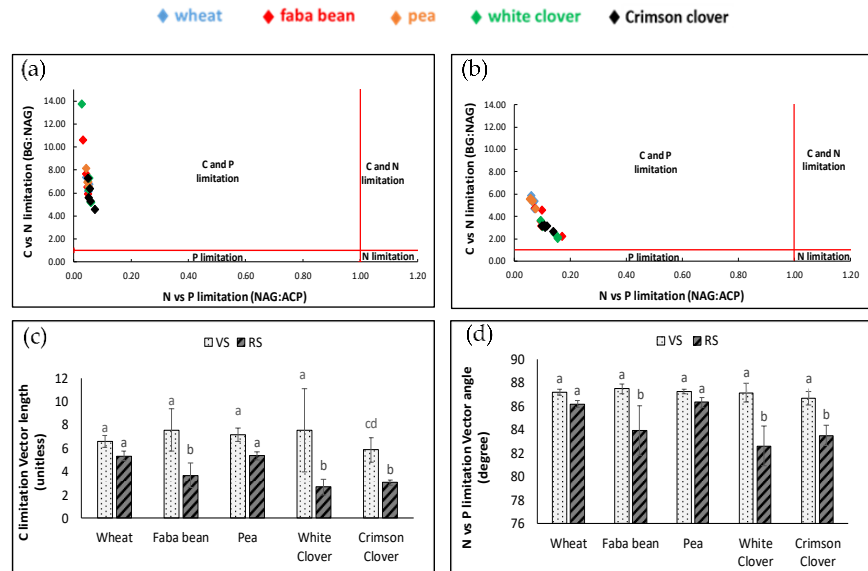 wheat faba bean pea white clover Crimson clover
(a)
14.00
12.00
10.00
8.00
6.00
4.00
2.00
0.00
C vs N limitation (BG:NAG)
C and P
limitation
C and N
limitation
P limitation
N limitation
0.00 0.20 0.40 0.60 0.80 1.00 1.20
N vs P limitation (NAG:ACP)
(b)
14.00
12.00
10.00
8.00
6.00
4.00
2.00
0.00
C vs N limitation (BG:NAG)
C and P
limitation
C and N
limitation
P limitation
N limitation
0.00 0.20 0.40 0.60 0.80 1.00 1.20
N vs P limitation (NAG:ACP)
(c)
VS RS
12
10
8
6
4
2
0
C limitation Vector length
(unitless)
a a a b a a a b cd b
Wheat Faba bean Pea White
Clover Crimson
Clover
(d)
VS RS
90
88
86
84
82
80
78
76
N vs P limitation Vector angle
(degree)
a a a b a a a b a b
Wheat Faba bean Pea White
Clover Crimson
Clover